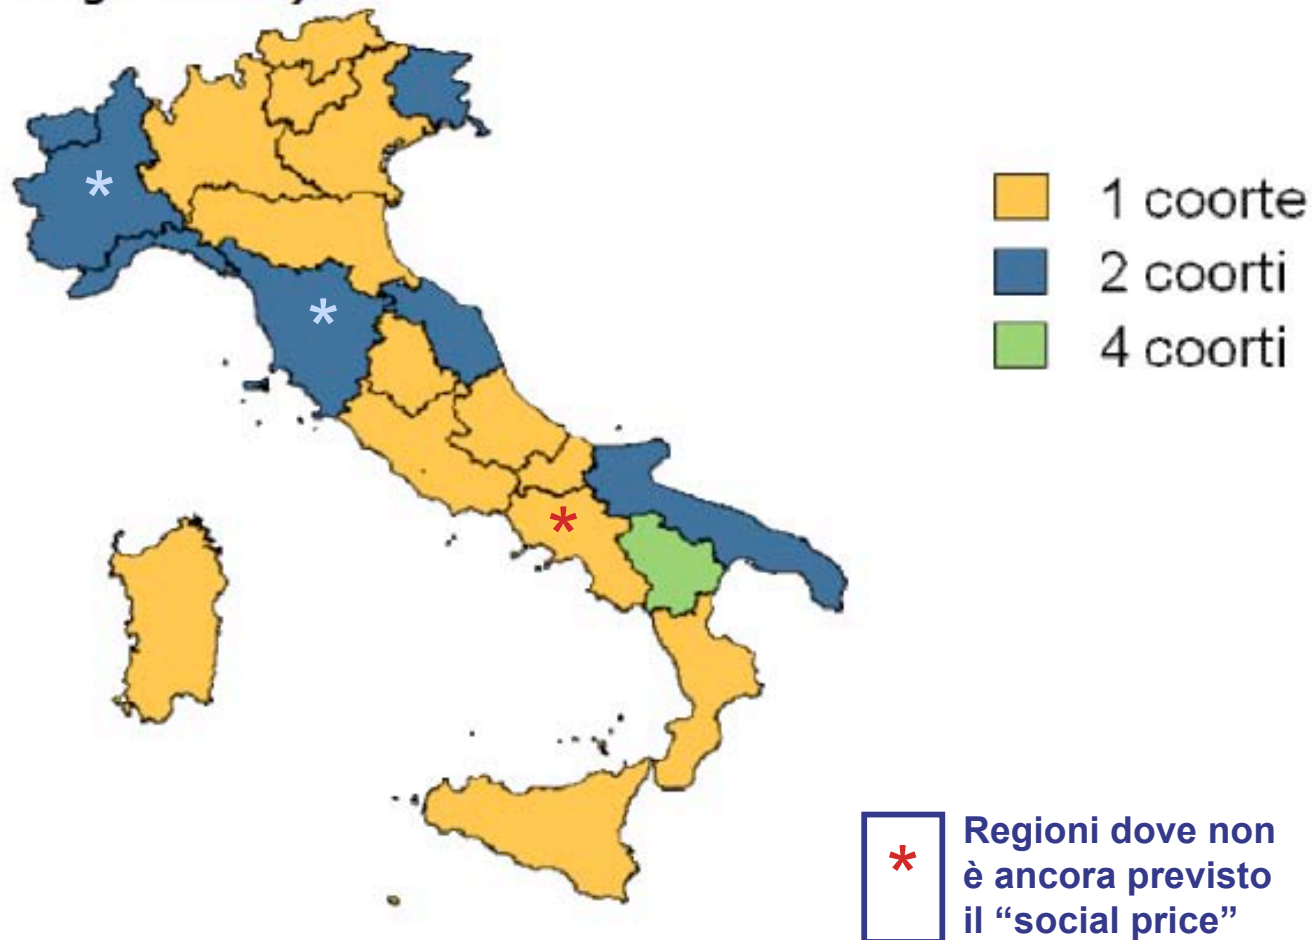 1 coorte
2 coorti
4 coorti
*
*
*
*
Regioni dove non
è ancora previsto
il “social price”